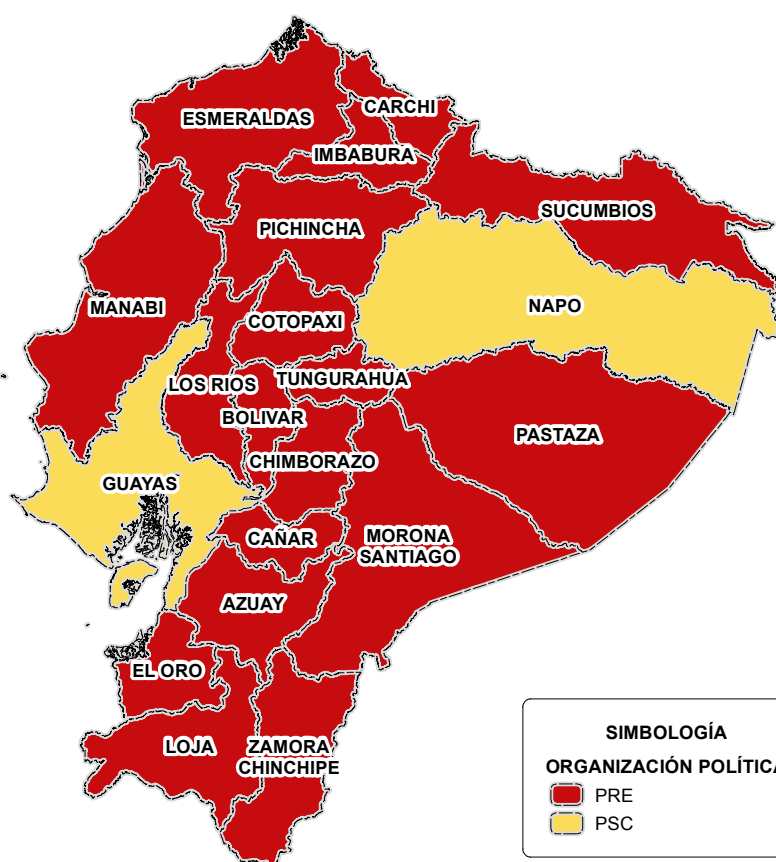 ESMERALDAS
CARCHI
IMBABURA
SUCUMBIOS
PICHINCHA
NAPO
MANABI
COTOPAXI
LOS RIOS
TUNGURAHUA
BOLIVAR
PASTAZA
CHIMBORAZO
GUAYAS
CAÑAR
MORONA
SANTIAGO
AZUAY
EL ORO
LOJA
ZAMORA
CHINCHIPE
SIMBOLOGÍA
ORGANIZACIÓN POLÍTICA
PRE
PSC